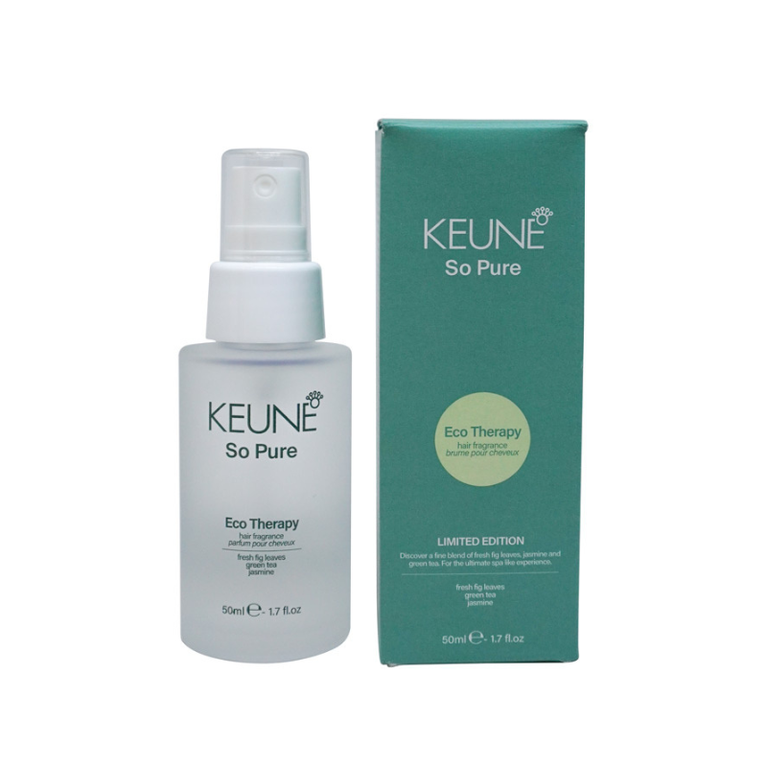 KEUNE
So Pure
Eco Therapy
hair fragrance
parfum pour cheveux
fresh fig leaves
green tea
jasmine
50ml e - 1.7 fl.oz
KEUNE
So Pure
Eco Therapy
hair fragrance
brume pour cheveux
LIMITED EDITION
Discover a fine blend of fresh fig leaves, jasmine and
green tea. For the ultimate spa like experience.
fresh fig leaves
green tea
jasmine
50ml e - 1.7 fl.oz